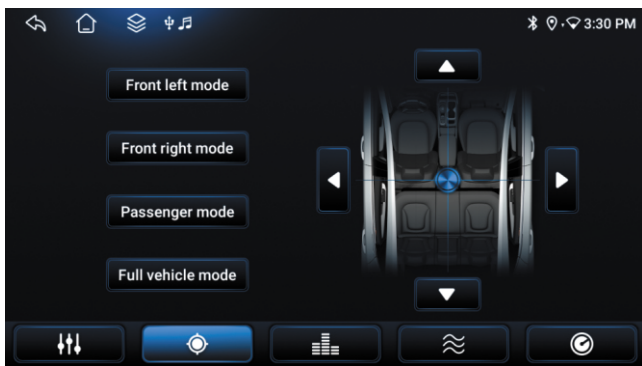 3:30 PM
Front left mode
Front right mode
Passenger mode
Full vehicle mode